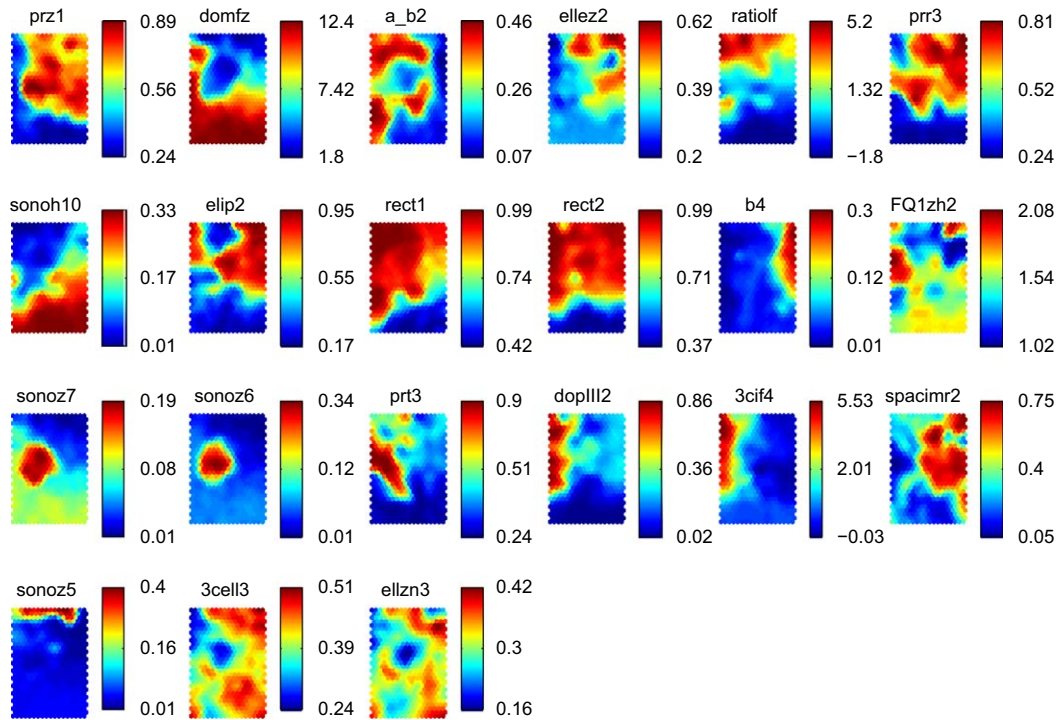 prz1 0.89 domfz 12.4 a_b2 0.46 ellez2 0.62 ratiolf 5.2 prr3 0.81
0.56 7.42 0.26 0.39 1.32 0.52
0.24 1.8 0.07 0.2 −1.8 0.24
sonoh10 0.33 elip2 0.95 rect1 0.99 rect2 0.99 b4 0.3 FQ1zh2 2.08
0.17 0.55 0.74 0.71 0.12 1.54
0.01 0.17 0.42 0.37 0.01 1.02
sonoz7 0.19 sonoz6 0.34 prt3 0.9 dopIII2 0.86 3cif4 5.53 spacimr2 0.75
0.08 0.12 0.51 0.36 2.01 0.4
0.01 0.01 0.24 0.02 −0.03 0.05
sonoz5 0.4 3cell3 0.51 ellzn3 0.42
0.16 0.39 0.3
0.01 0.24 0.16